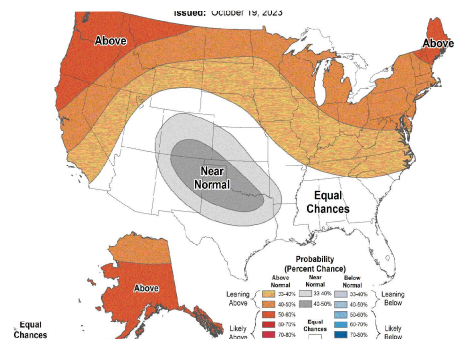 Issued: October 19, 2023
Above
Above
Near
Normal
Equal
Chances
Above
Equal
Chances
Probability
(Percent Chance)
Above
Normal
Near
Normal
Below
Normal
Leaning
Above
33-40%
33-40%
33-40%
Leaning
Below
40-50%
40-50%
40-50%
50-60%
50-60%
Likely
Above
60-70%
Equal
Chances
60-70%
Likely
Below
70-80%
70-80%